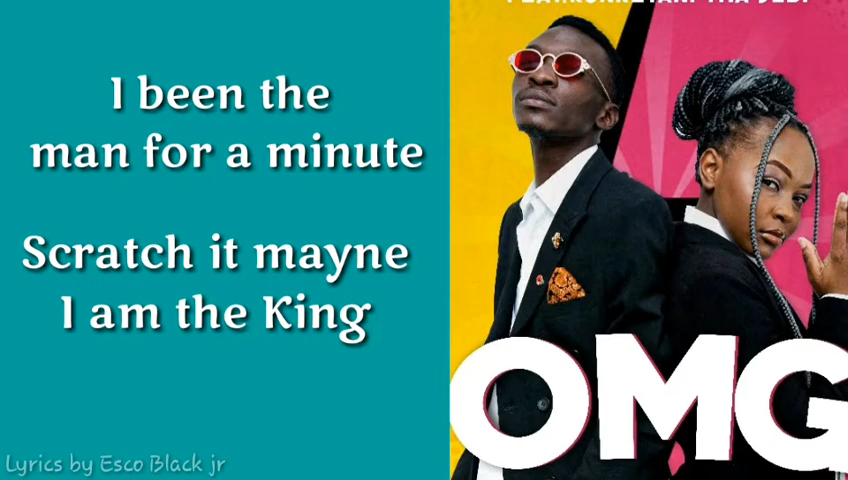 I been the
man for a minute
Scratch it mayne
I am the King
OMG
Lyrics by Esco Black jr